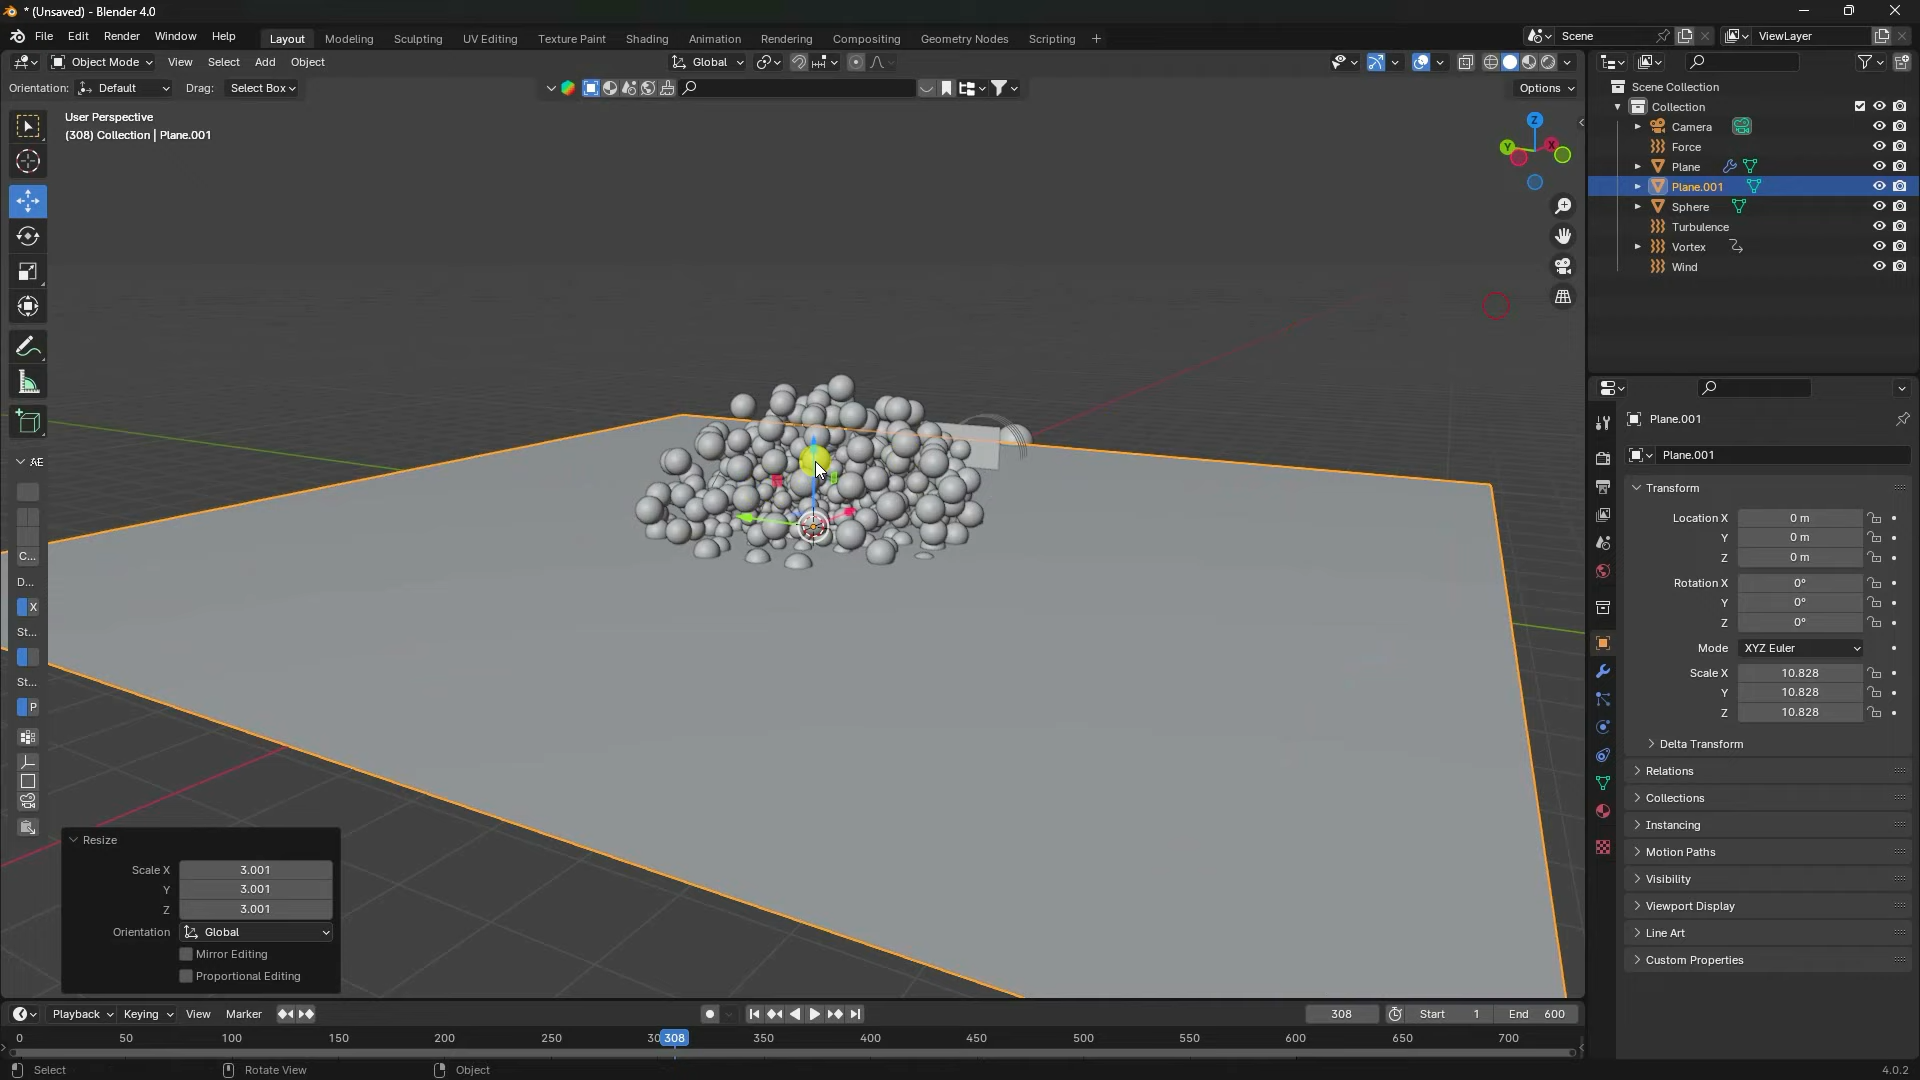 * (Unsaved) - Blender 4.0
File Edit Render Window Help
Layout Modeling Sculpting UV Editing Texture Paint Shading Animation Rendering Compositing Geometry Nodes Scripting +
Scene
ViewLayer
Object Mode View Select Add Object
Global
Orientation: Default Drag: Select Box
Options
User Perspective
(308) Collection | Plane.001
Z
Y
X
Scene Collection
Collection
Camera
Force
Plane
Plane.001
Sphere
Turbulence
Vortex
Wind
AE
C...
D...
X
St...
St...
P
Plane.001
Plane.001
Transform
Location X 0 m
Y 0 m
Z 0 m
Rotation X 0°
Y 0°
Z 0°
Mode XYZ Euler
Scale X 10.828
Y 10.828
Z 10.828
Delta Transform
Relations
Collections
Instancing
Motion Paths
Visibility
Viewport Display
Line Art
Custom Properties
Resize
Scale X 3.001
Y 3.001
Z 3.001
Orientation Global
Mirror Editing
Proportional Editing
Playback Keying View Marker
308 Start 1 End 600
0 50 100 150 200 250 30 308 350 400 450 500 550 600 650 700
Select Rotate View Object 4.0.2